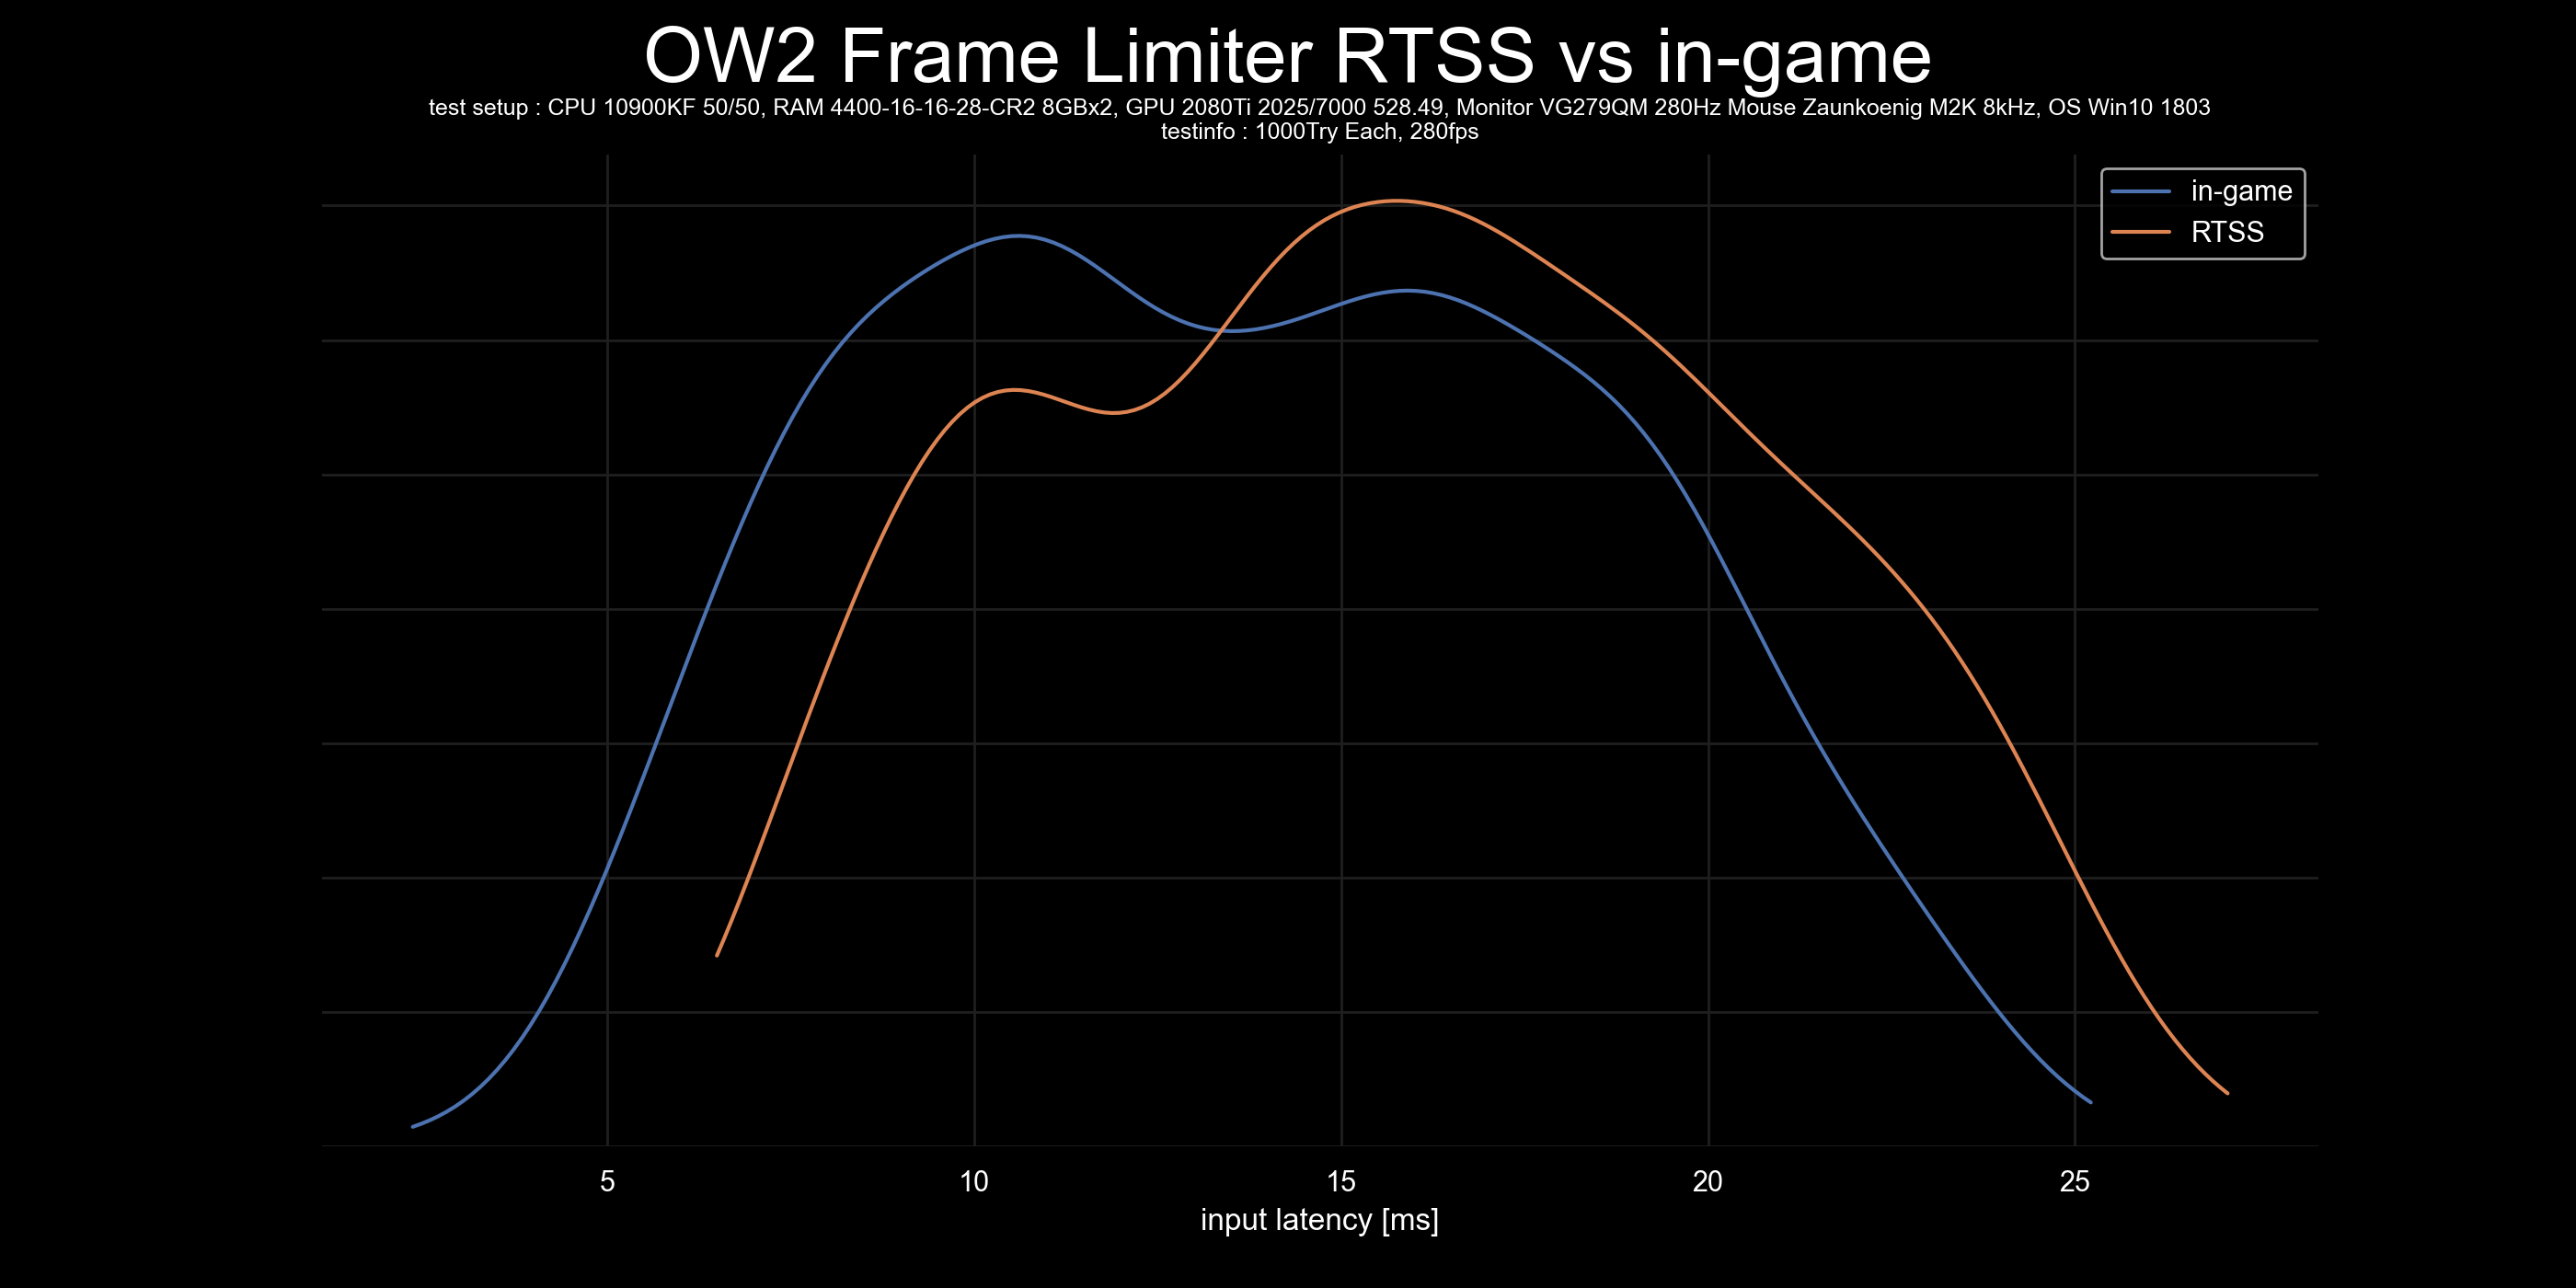 OW2 Frame Limiter RTSS vs in-game
test setup : CPU 10900KF 50/50, RAM 4400-16-16-28-CR2 8GBx2, GPU 2080Ti 2025/7000 528.49, Monitor VG279QM 280Hz Mouse Zaunkoenig M2K 8kHz, OS Win10 1803
testinfo : 1000Try Each, 280fps
in-game
RTSS
5 10 15 20 25
input latency [ms]